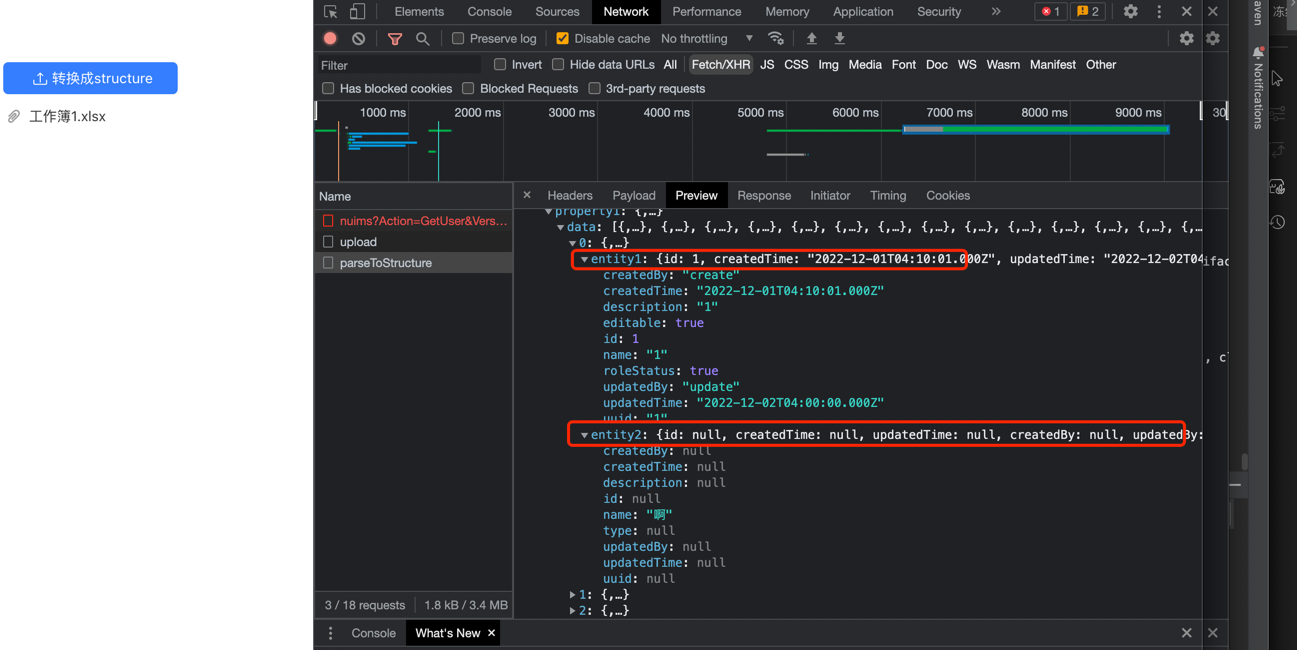 Elements Console Sources Network Performance Memory Application Security » 1 2
Preserve log Disable cache No throttling
转换成structure
Filter Invert Hide data URLs All Fetch/XHR JS CSS Img Media Font Doc WS Wasm Manifest Other
Has blocked cookies Blocked Requests 3rd-party requests
工作簿1.xlsx
1000 ms 2000 ms 3000 ms 4000 ms 5000 ms 6000 ms 7000 ms 8000 ms 9000 ms 30
Notifications
Name
× Headers Payload Preview Response Initiator Timing Cookies
nuims?Action=GetUser&Vers...
upload
parseToStructure
property1: {,…}
data: [{,…}, {,…}, {,…}, {,…}, {,…}, {,…}, {,…}, {,…}, {,…}, {,…}, {,…}, {,…}, {,…}, {,…
0: {,…}
entity1: {id: 1, createdTime: "2022-12-01T04:10:01.000Z", updatedTime: "2022-12-02T04
ifac
createdBy: "create"
createdTime: "2022-12-01T04:10:01.000Z"
description: "1"
editable: true
id: 1
name: "1"
, c
roleStatus: true
updatedBy: "update"
updatedTime: "2022-12-02T04:00:00.000Z"
uuid: "1"
entity2: {id: null, createdTime: null, updatedTime: null, createdBy: null, updatedBy:
createdBy: null
createdTime: null
description: null
id: null
name: "啊"
type: null
updatedBy: null
updatedTime: null
uuid: null
1: {,…}
2: {,…}
3 / 18 requests 1.8 kB / 3.4 MB
Console What's New ×